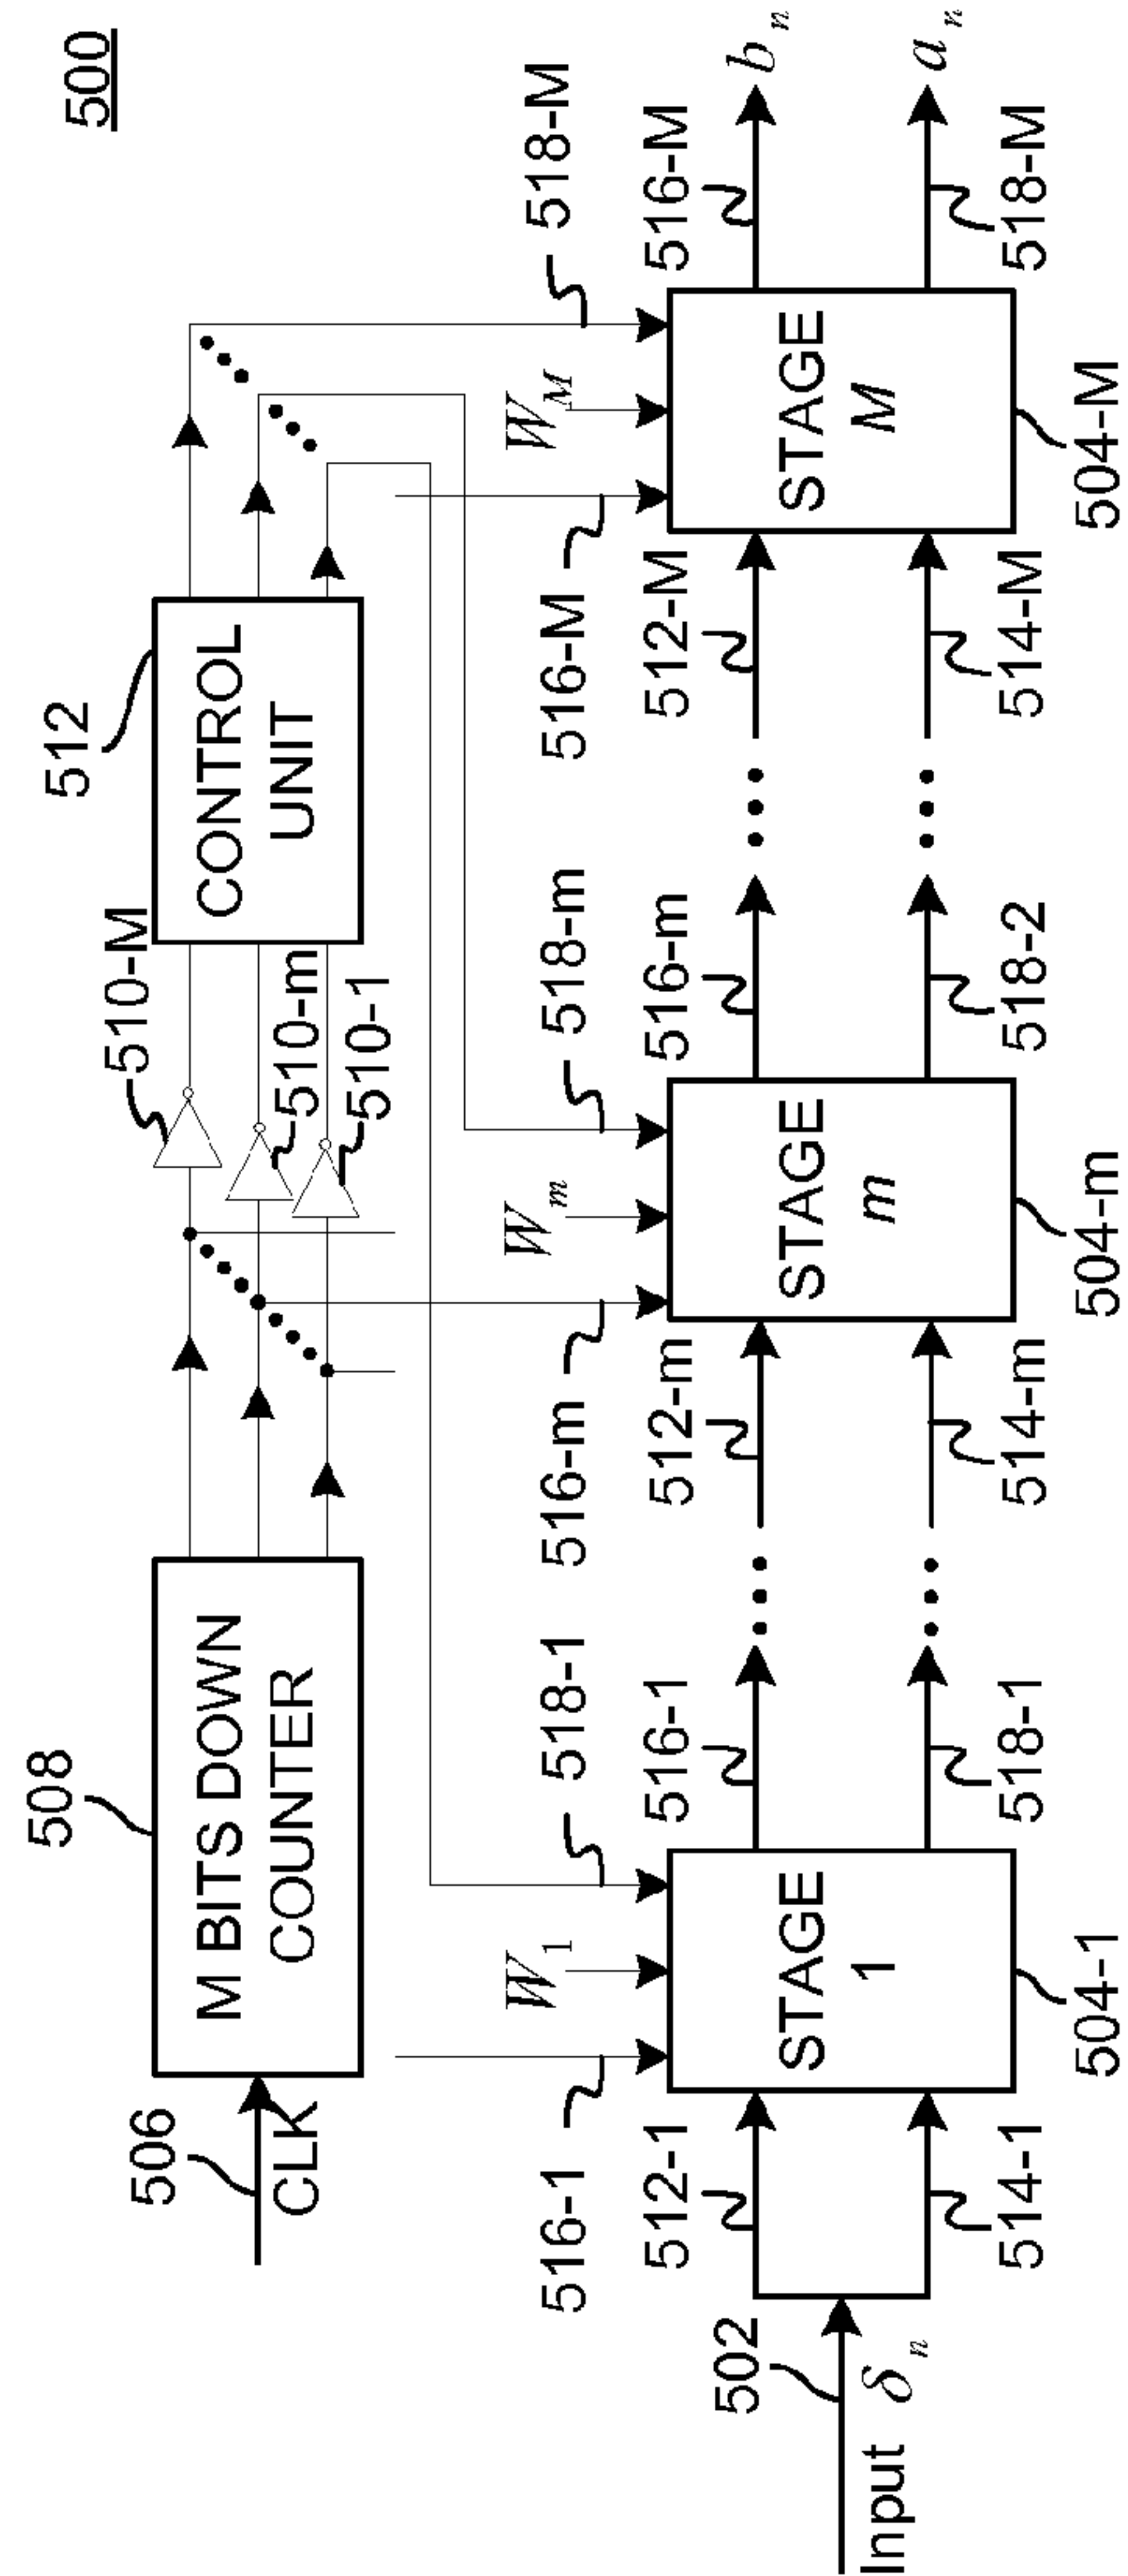 500
508
M BITS DOWN
COUNTER
506
CLK
510-M
510-m
510-1
512
CONTROL
UNIT
516-1
W1
518-1
516-m
Wm
518-m
516-M
WM
518-M
502
Input δn
512-1
514-1
STAGE
1
504-1
516-1
518-1
512-m
514-m
STAGE
m
504-m
516-m
518-2
512-M
514-M
STAGE
M
504-M
516-M
518-M
bn
an